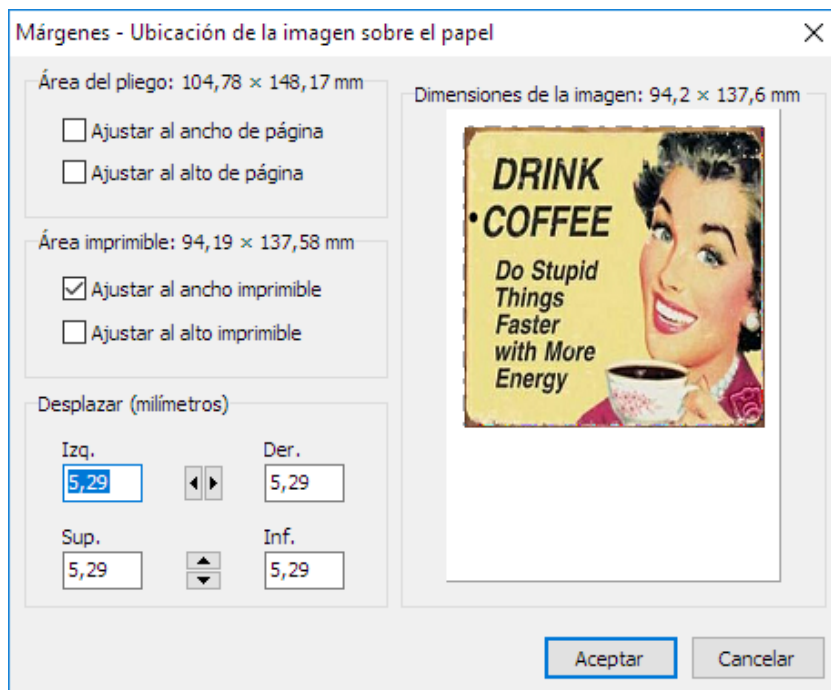 Márgenes - Ubicación de la imagen sobre el papel
Área del pliego: 104,78 × 148,17 mm
Ajustar al ancho de página
Ajustar al alto de página
Área imprimible: 94,19 × 137,58 mm
Ajustar al ancho imprimible
Ajustar al alto imprimible
Desplazar (milímetros)
Izq.
Der.
5,29
5,29
Sup.
Inf.
5,29
5,29
Dimensiones de la imagen: 94,2 × 137,6 mm
DRINK
•COFFEE
Do Stupid
Things
Faster
with More
Energy
Aceptar
Cancelar